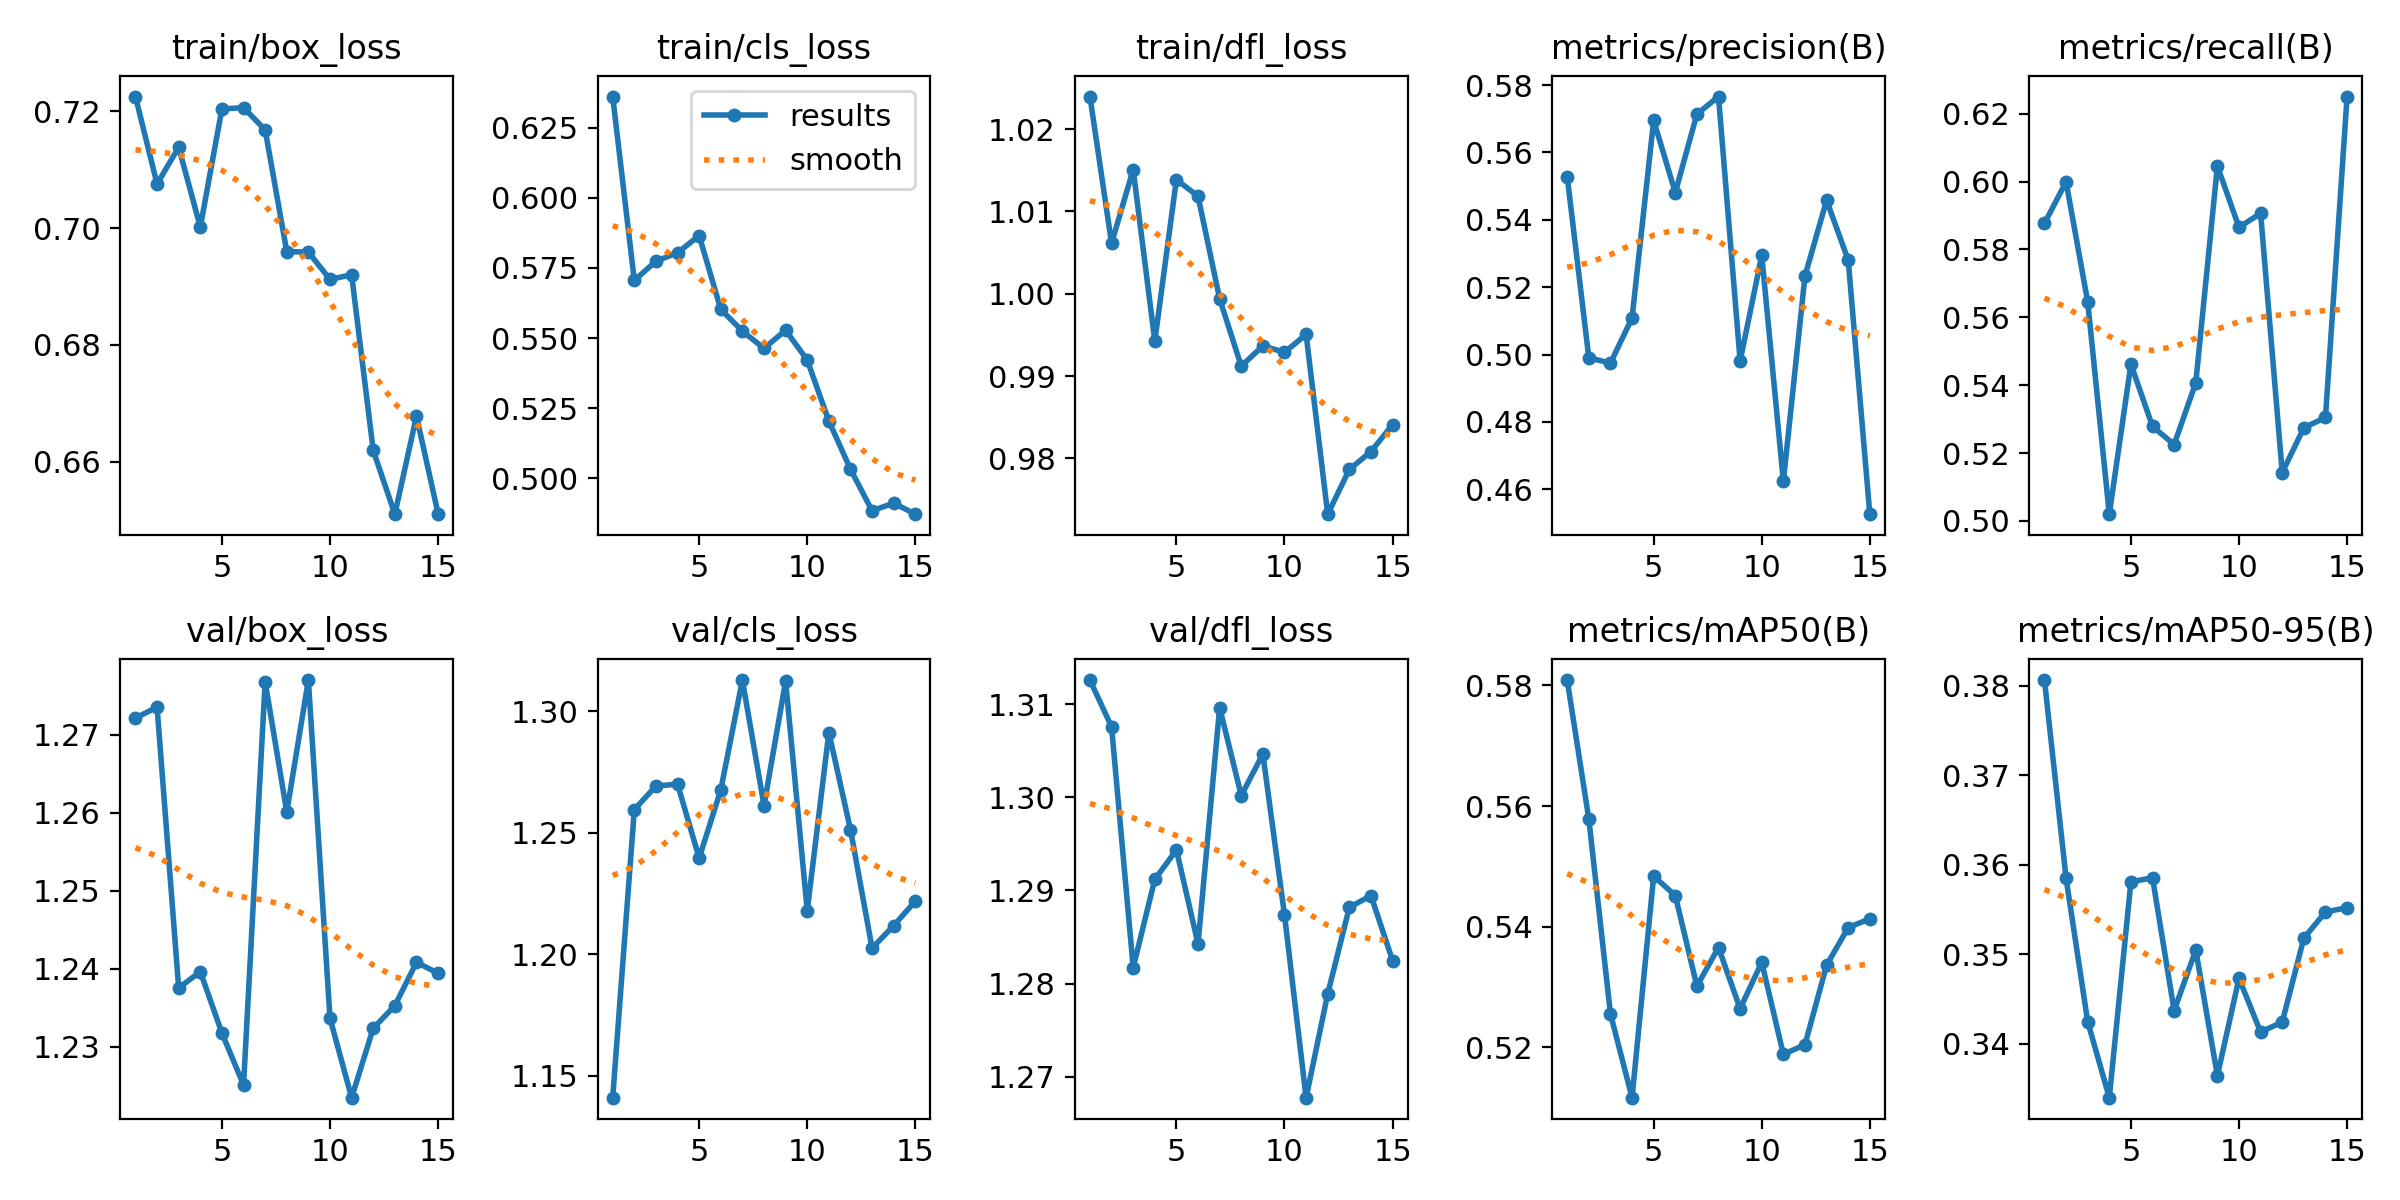 train/box_loss
0.72
0.70
0.68
0.66
5 10 15
train/cls_loss
results
smooth
0.625
0.600
0.575
0.550
0.525
0.500
5 10 15
train/dfl_loss
1.02
1.01
1.00
0.99
0.98
5 10 15
metrics/precision(B)
0.58
0.56
0.54
0.52
0.50
0.48
0.46
5 10 15
metrics/recall(B)
0.62
0.60
0.58
0.56
0.54
0.52
0.50
5 10 15
val/box_loss
1.27
1.26
1.25
1.24
1.23
5 10 15
val/cls_loss
1.30
1.25
1.20
1.15
5 10 15
val/dfl_loss
1.31
1.30
1.29
1.28
1.27
5 10 15
metrics/mAP50(B)
0.58
0.56
0.54
0.52
5 10 15
metrics/mAP50-95(B)
0.38
0.37
0.36
0.35
0.34
5 10 15